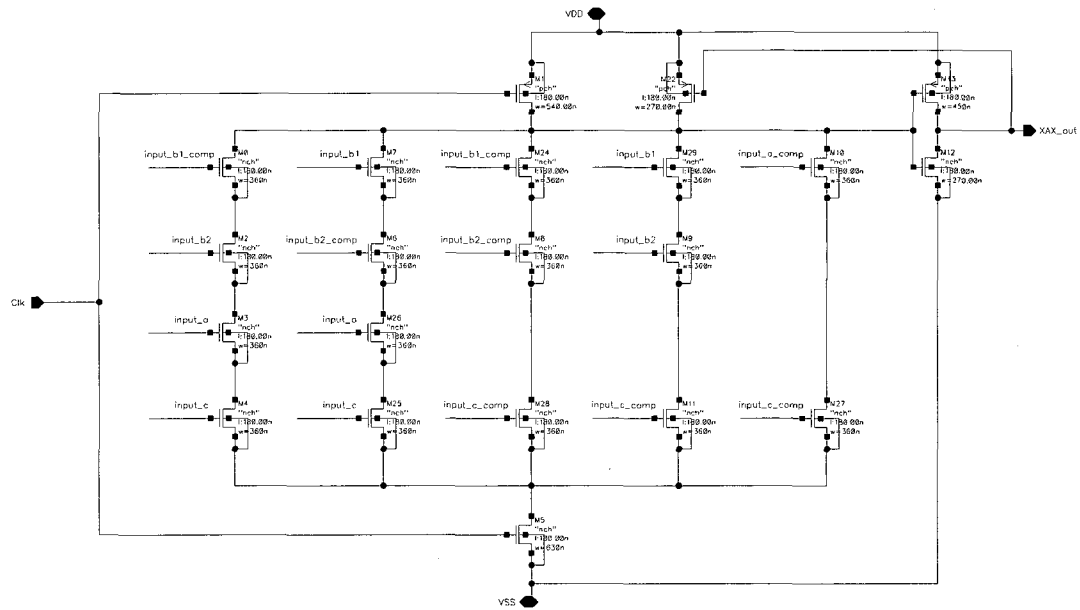 VDD
M1
"pch"
l:180.00n
w=540.00n
M22
"pch"
l:180.00n
w=270.00n
M13
"pch"
l:180.00n
w=450n
XAX_out
input_b1_comp
M0
"nch"
l:180.00n
w=360n
input_b1
M7
"nch"
l:180.00n
w=360n
input_b1_comp
M24
"nch"
l:180.00n
w=360n
input_b1
M29
"nch"
l:180.00n
w=360n
input_a_comp
M10
"nch"
l:180.00n
w=360n
M12
"nch"
l:180.00n
w=270.00n
input_b2
M2
"nch"
l:180.00n
w=360n
input_b2_comp
M6
"nch"
l:180.00n
w=360n
input_b2_comp
M8
"nch"
l:180.00n
w=360n
input_b2
M9
"nch"
l:180.00n
w=360n
Clk
input_a
M3
"nch"
l:180.00n
w=360n
input_a
M26
"nch"
l:180.00n
w=360n
input_c
M4
"nch"
l:180.00n
w=360n
input_c
M25
"nch"
l:180.00n
w=360n
input_c_comp
M28
"nch"
l:180.00n
w=360n
input_c_comp
M11
"nch"
l:180.00n
w=360n
input_c_comp
M27
"nch"
l:180.00n
w=360n
M5
"nch"
l:180.00n
w=630n
VSS